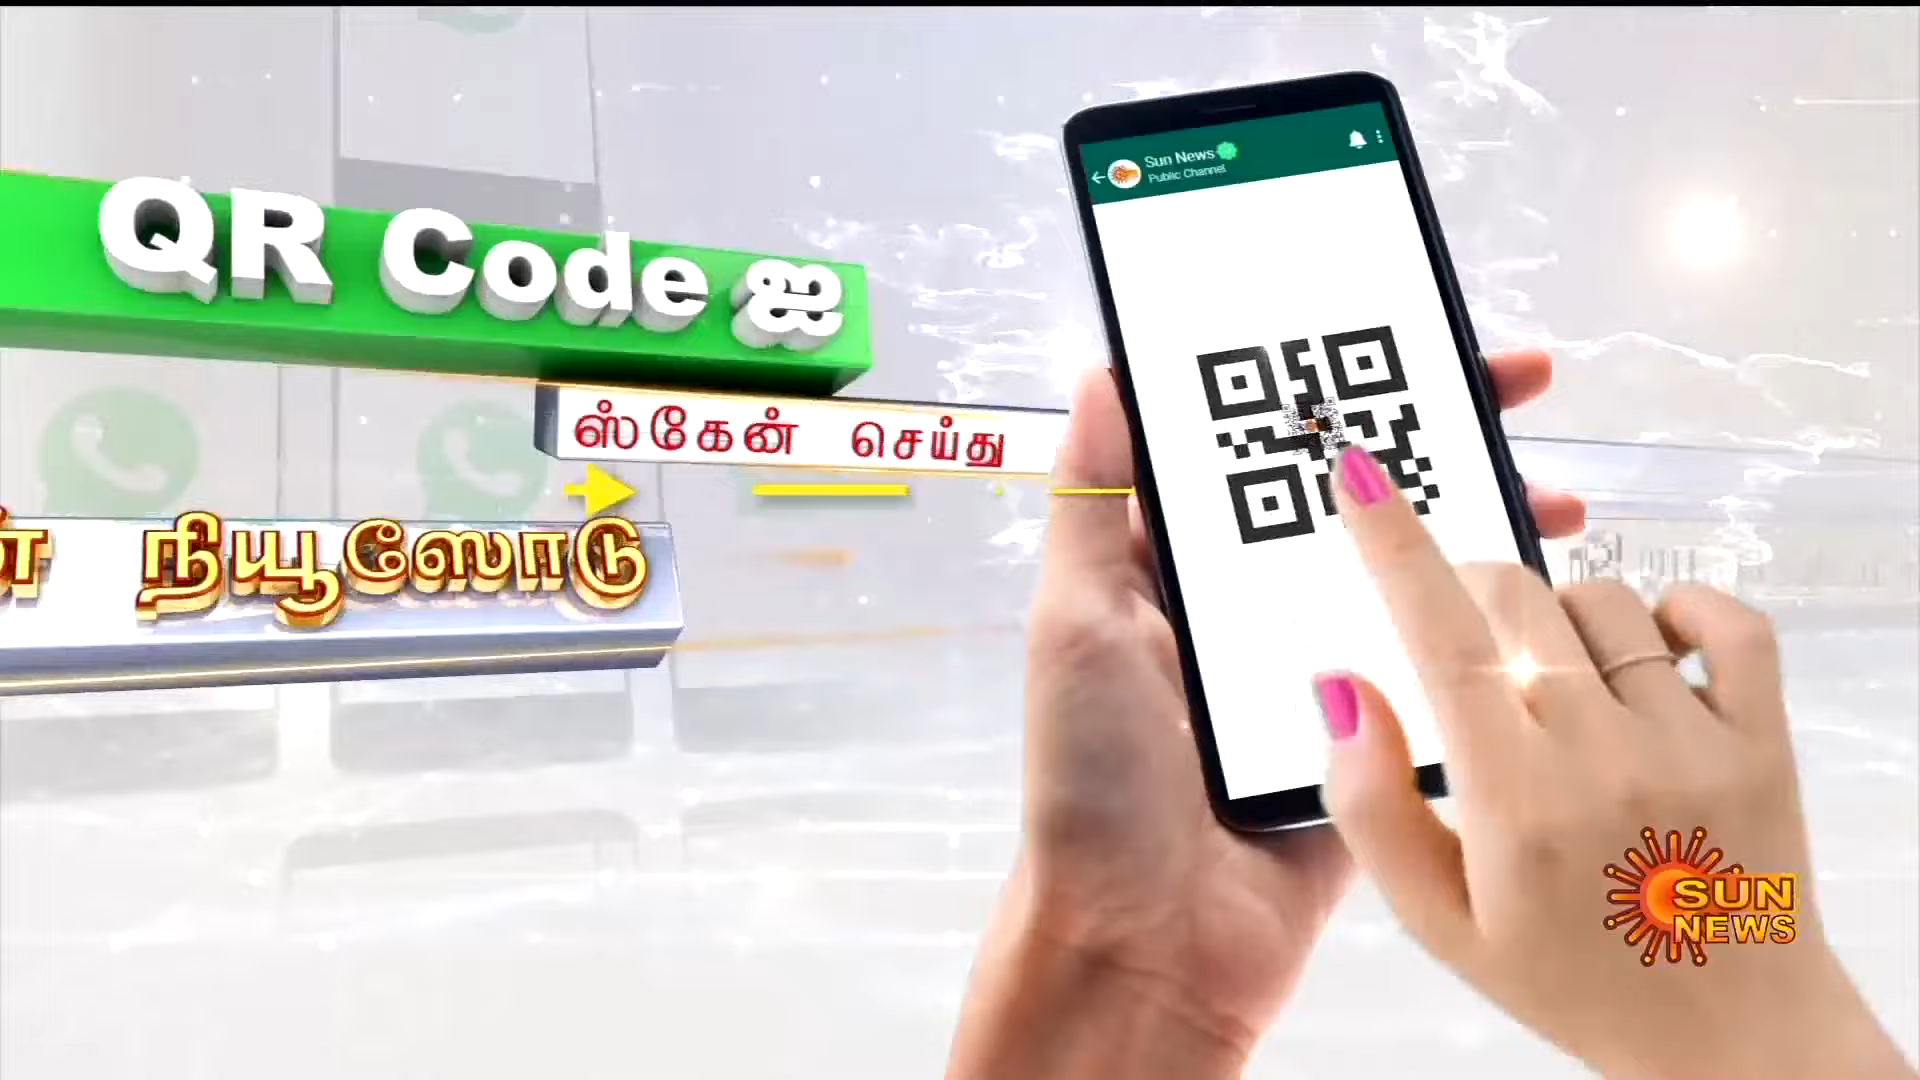 QR Code ஐ
ஸ்கேன் செய்து
நியூஸோடு
Sun News
Public Channel
SUN
NEWS